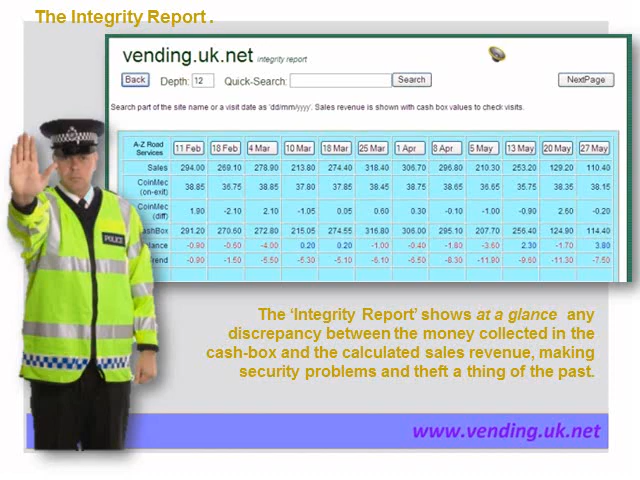 The Integrity Report .
vending.uk.net integrity report
Back Depth: 12 Quick-Search: Search NextPage
Search part of the site name or a visit date as 'dd/mm/yyyy'. Sales revenue is shown with cash box values to check visits.
A-Z Road Services 11 Feb 18 Feb 4 Mar 10 Mar 18 Mar 25 Mar 1 Apr 8 Apr 5 May 13 May 20 May 27 May
Sales 294.00 269.10 278.90 213.80 274.40 318.40 306.70 296.80 210.30 253.20 129.20 110.40
CoinMec (on-exit) 38.85 36.75 38.85 37.80 37.85 38.45 38.75 38.65 36.65 35.75 38.35 38.15
CoinMec (diff) 1.90 -2.10 2.10 -1.05 0.05 0.60 0.30 -0.10 -1.00 -0.90 2.60 -0.20
ashBox 291.20 270.60 272.80 215.05 274.55 316.80 306.00 295.10 207.70 256.40 124.90 114.40
lance -0.90 -0.60 -4.00 0.20 0.20 -1.00 -0.40 -1.80 -3.60 2.30 -1.70 3.80
rend -0.90 -1.50 -5.50 -5.30 -5.10 -6.10 -6.50 -8.30 -11.90 -9.60 -11.30 -7.50
POLICE
The ‘Integrity Report’ shows at a glance any
discrepancy between the money collected in the
cash-box and the calculated sales revenue, making
security problems and theft a thing of the past.
www.vending.uk.net